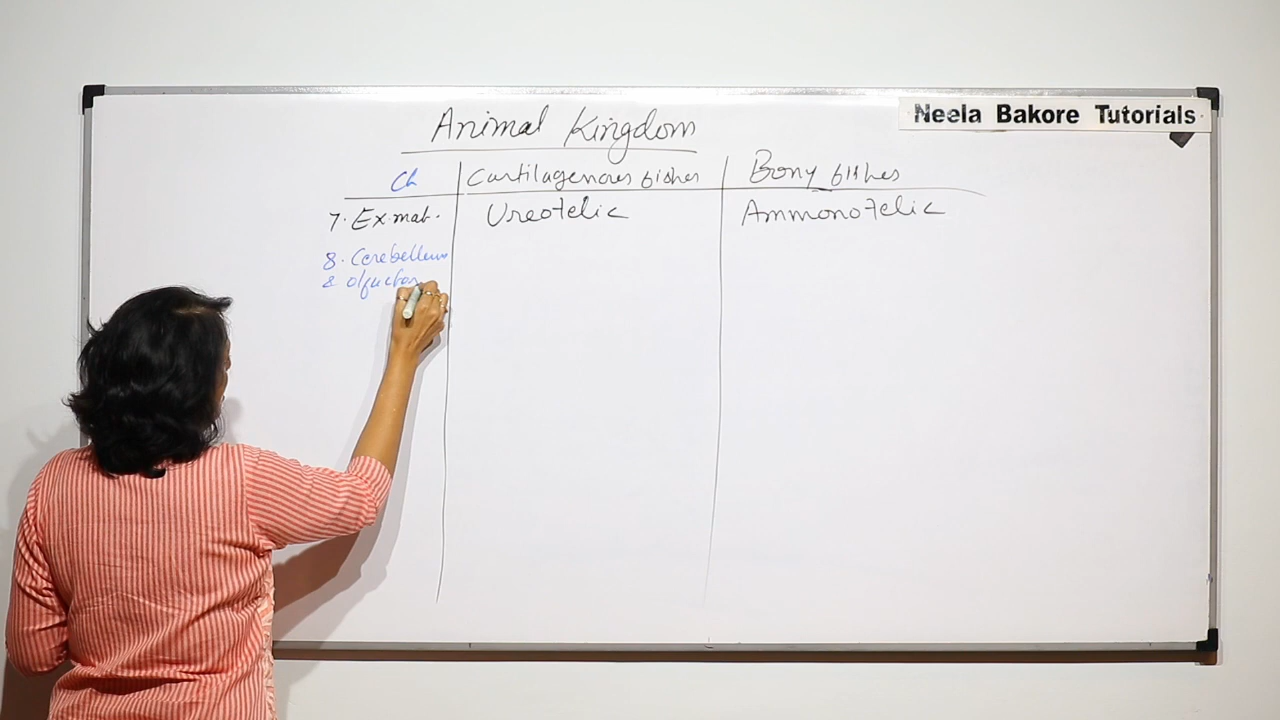 Neela Bakore Tutorials
Animal Kingdom
Ch Cartilagenous fishes Bony fishes
7. Ex. mat. Ureotelic Ammonotelic
8. Cerebellum
& Olfactory